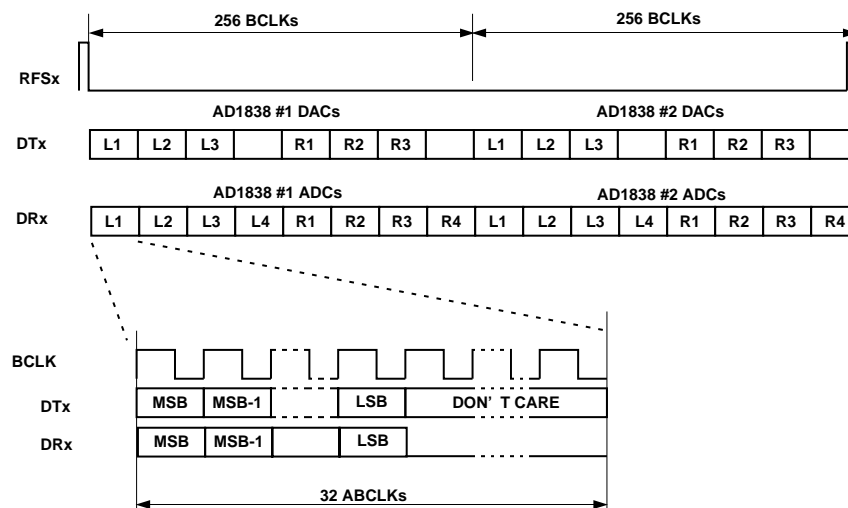 256 BCLKs 256 BCLKs
RFSx
AD1838 #1 DACs AD1838 #2 DACs
DTx L1 L2 L3 R1 R2 R3 L1 L2 L3 R1 R2 R3
AD1838 #1 ADCs AD1838 #2 ADCs
DRx L1 L2 L3 L4 R1 R2 R3 R4 L1 L2 L3 L4 R1 R2 R3 R4
BCLK
DTx MSB MSB-1 LSB DON' T CARE
DRx MSB MSB-1 LSB
32 ABCLKs